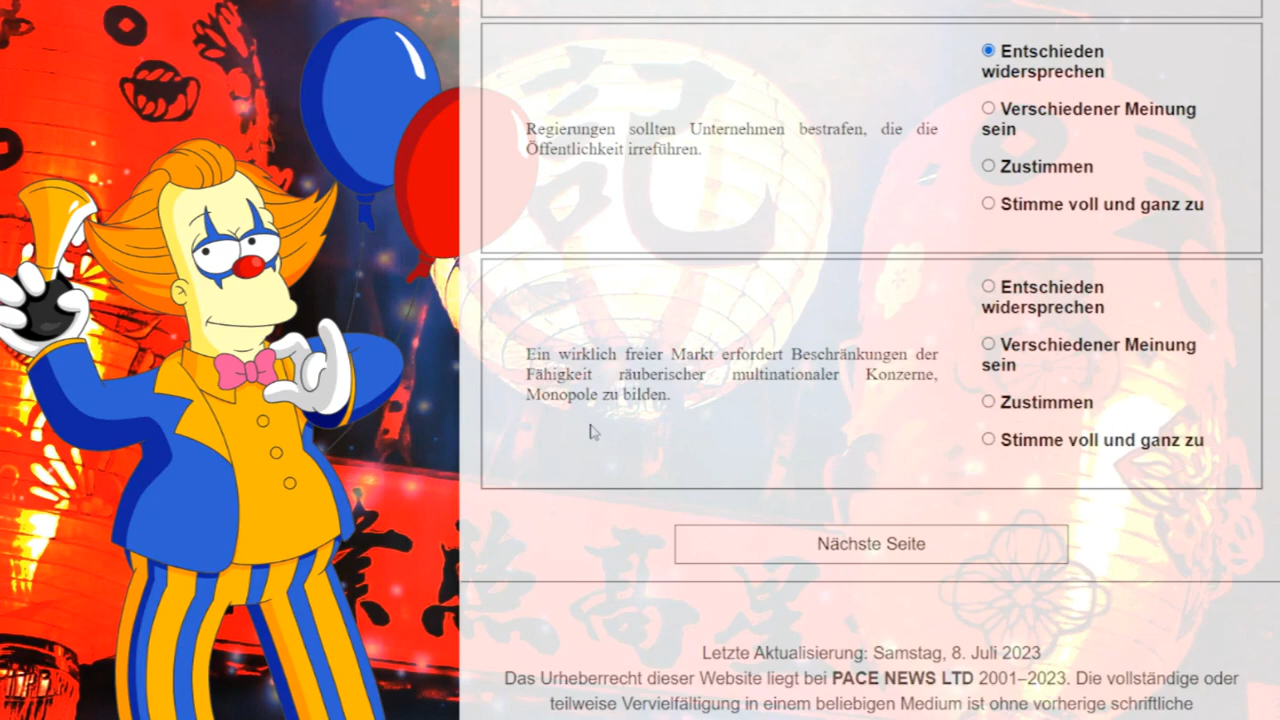 Entschieden
widersprechen
Verschiedener Meinung
sein
Regierungen sollten Unternehmen bestrafen, die die
Öffentlichkeit irreführen.
Zustimmen
Stimme voll und ganz zu
Entschieden
widersprechen
Verschiedener Meinung
sein
Ein wirklich freier Markt erfordert Beschränkungen der
Fähigkeit räuberischer multinationaler Konzerne,
Monopole zu bilden.
Zustimmen
Stimme voll und ganz zu
Nächste Seite
Letzte Aktualisierung: Samstag, 8. Juli 2023
Das Urheberrecht dieser Website liegt bei PACE NEWS LTD 2001–2023. Die vollständige oder
teilweise Vervielfältigung in einem beliebigen Medium ist ohne vorherige schriftliche